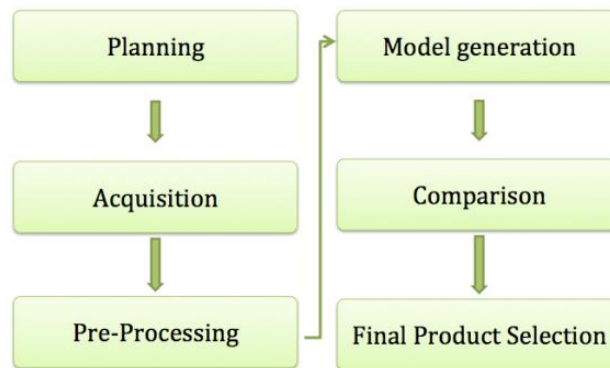 Planning
Acquisition
Pre-Processing
Model generation
Comparison
Final Product Selection